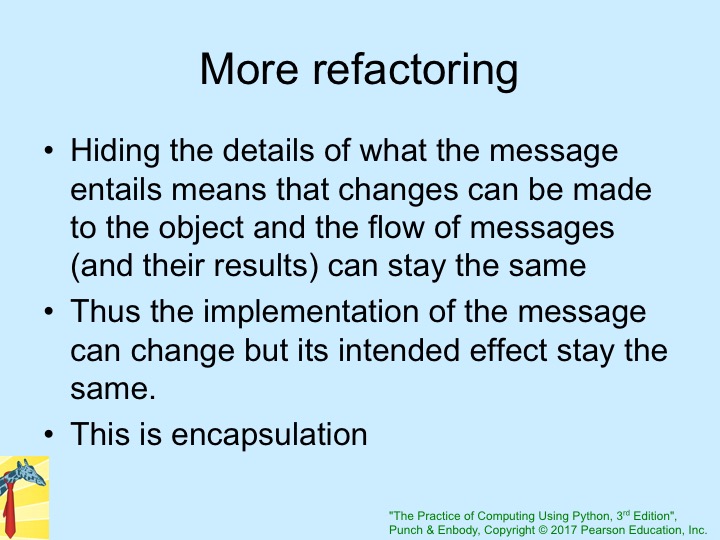 More refactoring
• Hiding the details of what the message
entails means that changes can be made
to the object and the flow of messages
(and their results) can stay the same
• Thus the implementation of the message
can change but its intended effect stay the
same.
• This is encapsulation
"The Practice of Computing Using Python, 3rd Edition",
Punch & Enbody, Copyright © 2017 Pearson Education, Inc.